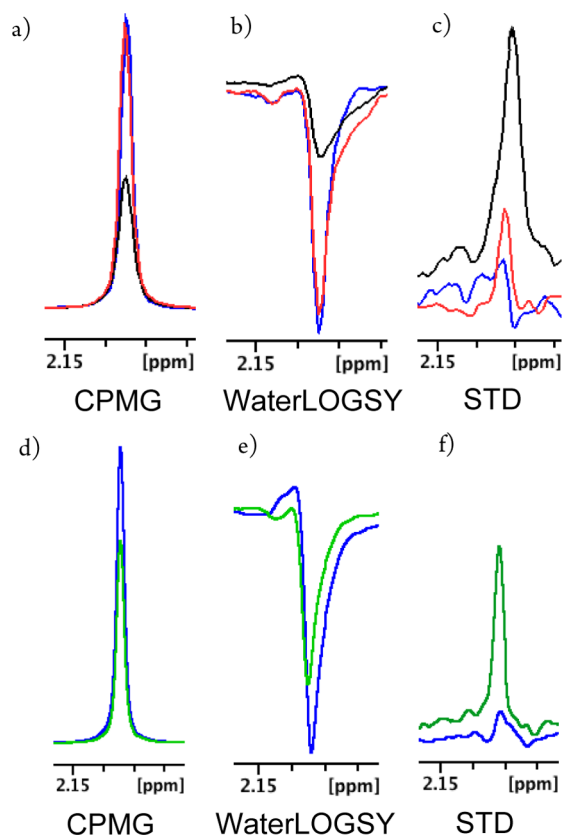 a) b) c)
2.15 [ppm] 2.15 [ppm] 2.15 [ppm]
CPMG WaterLOGSY STD
d) e) f)
2.15 [ppm] 2.15 [ppm] 2.15 [ppm]
CPMG WaterLOGSY STD